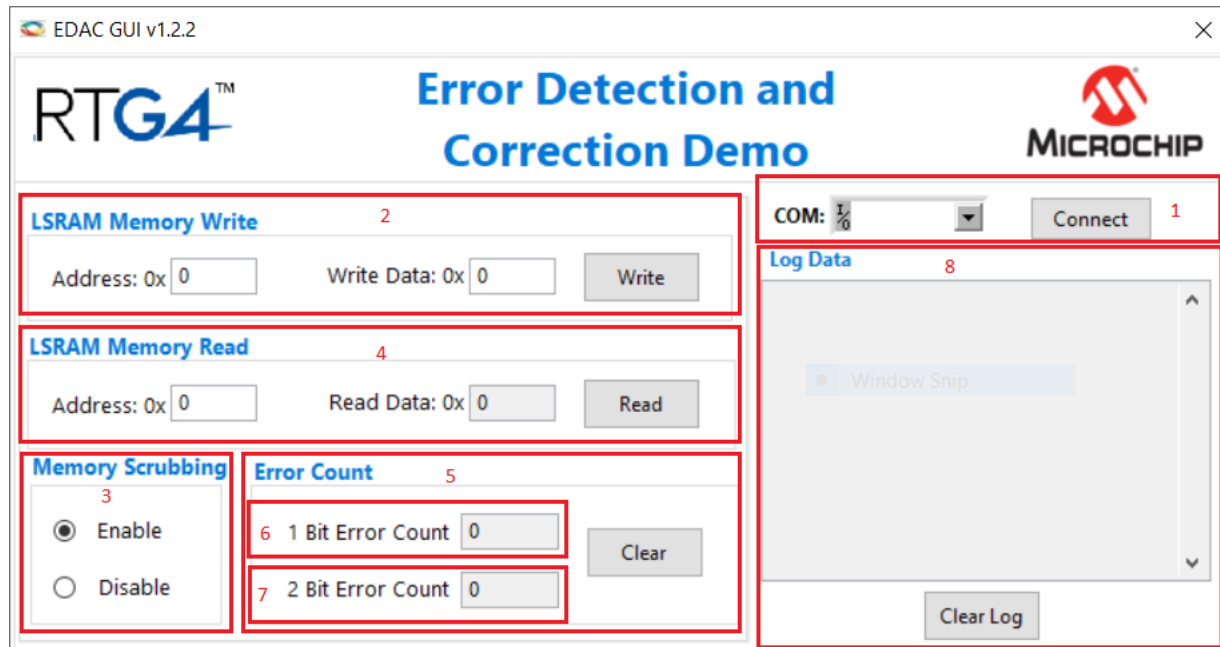 EDAC GUI v1.2.2
RTG4™
Error Detection and
Correction Demo
MICROCHIP
LSRAM Memory Write
2
Address: 0x 0
Write Data: 0x 0
Write
COM: I/0
Connect
1
LSRAM Memory Read
4
Address: 0x 0
Read Data: 0x 0
Read
Log Data
8
Window Snip
Memory Scrubbing
3
Enable
Disable
Error Count
5
6 1 Bit Error Count 0
7 2 Bit Error Count 0
Clear
Clear Log